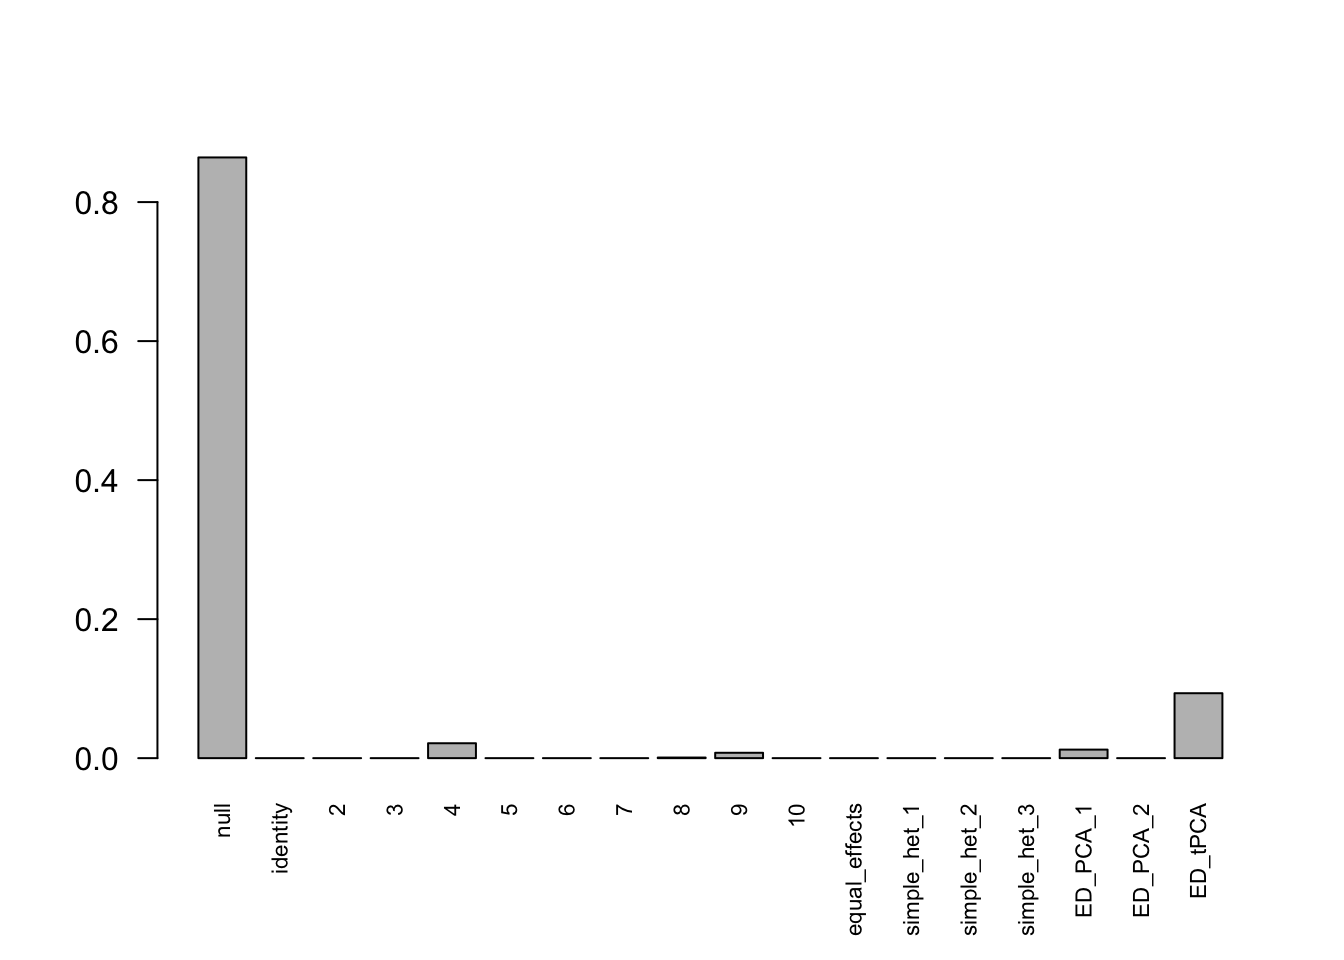 0.8
0.6
0.4
0.2
0.0
null
identity
2
3
4
5
6
7
8
9
10
equal_effects
simple_het_1
simple_het_2
simple_het_3
ED_PCA_1
ED_PCA_2
ED_tPCA